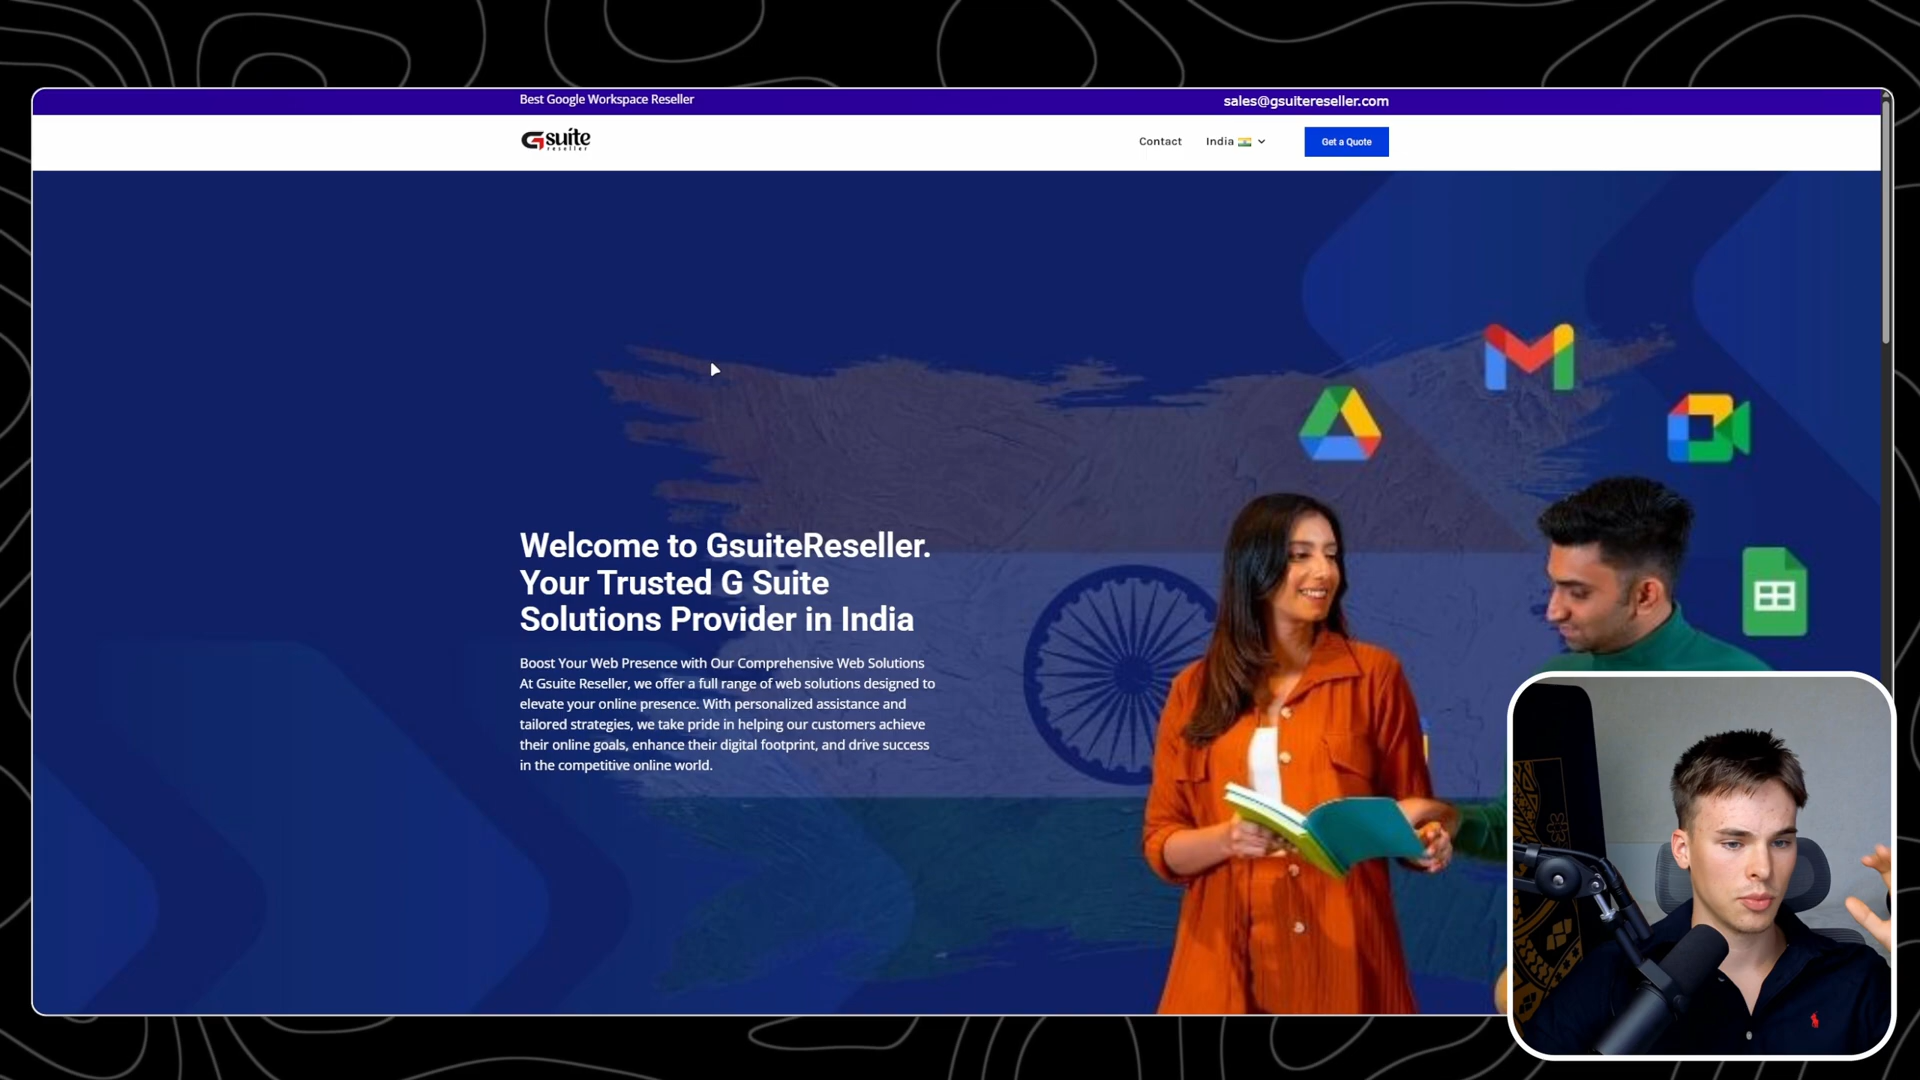 Best Google Workspace Reseller
sales@gsuitereseller.com
Gsuite
reseller
Contact
India
Get a Quote
Welcome to GsuiteReseller.
Your Trusted G Suite
Solutions Provider in India
Boost Your Web Presence with Our Comprehensive Web Solutions
At Gsuite Reseller, we offer a full range of web solutions designed to
elevate your online presence. With personalized assistance and
tailored strategies, we take pride in helping our customers achieve
their online goals, enhance their digital footprint, and drive success
in the competitive online world.